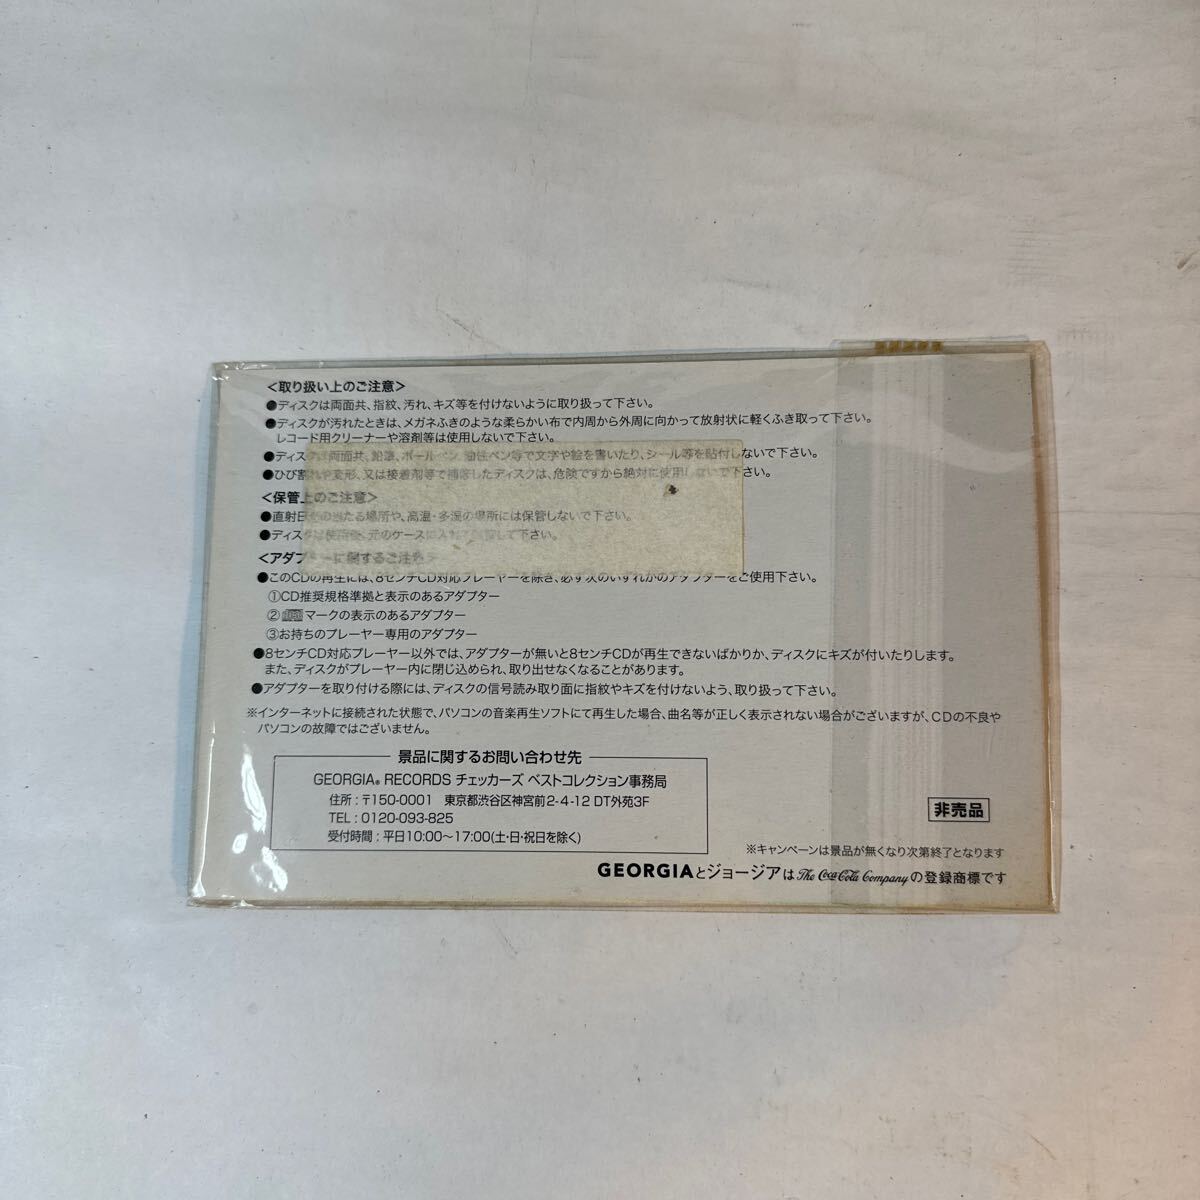 <取り扱い上のご注意>
●ディスクは両面共、指紋、汚れ、キズ等を付けないように取り扱って下さい。
●ディスクが汚れたときは、メガネふきのような柔らかい布で内周から外周に向かって放射状に軽くふき取って下さい。
レコード用クリーナーや溶剤等は使用しないで下さい。
●ディスクは両面共、鉛筆、ボールペン、油性ペン等で文字や絵を書いたり、シール等を貼付しないで下さい。
●ひび割れや変形、又は接着剤等で補修したディスクは、危険ですから絶対に使用しないで下さい。
<保管上のご注意>
●直射日光の当たる場所や、高温・多湿の場所には保管しないで下さい。
●ディスクは使用後、元のケースに入れて保管して下さい。
<アダプターに関するご注意>
●このCDの再生には、8センチCD対応プレーヤーを除き、必ず次のいずれかのアダプターをご使用下さい。
①CD推奨規格準拠と表示のあるアダプター
②マークの表示のあるアダプター
③お持ちのプレーヤー専用のアダプター
●8センチCD対応プレーヤー以外では、アダプターが無いと8センチCDが再生できないばかりか、ディスクにキズが付いたりします。
また、ディスクがプレーヤー内に閉じ込められ、取り出せなくなることがあります。
●アダプターを取り付ける際には、ディスクの信号読み取り面に指紋やキズを付けないよう、取り扱って下さい。
※インターネットに接続された状態で、パソコンの音楽再生ソフトにて再生した場合、曲名等が正しく表示されない場合がございますが、CDの不良や
パソコンの故障ではございません。
景品に関するお問い合わせ先
GEORGIA® RECORDS チェッカーズ ベストコレクション事務局
住所：〒150-0001 東京都渋谷区神宮前2-4-12 DT外苑3F
TEL：0120-093-825
受付時間：平日10:00〜17:00(土・日・祝日を除く)
非売品
※キャンペーンは景品が無くなり次第終了となります
GEORGIAとジョージアはThe Coca-Cola Companyの登録商標です